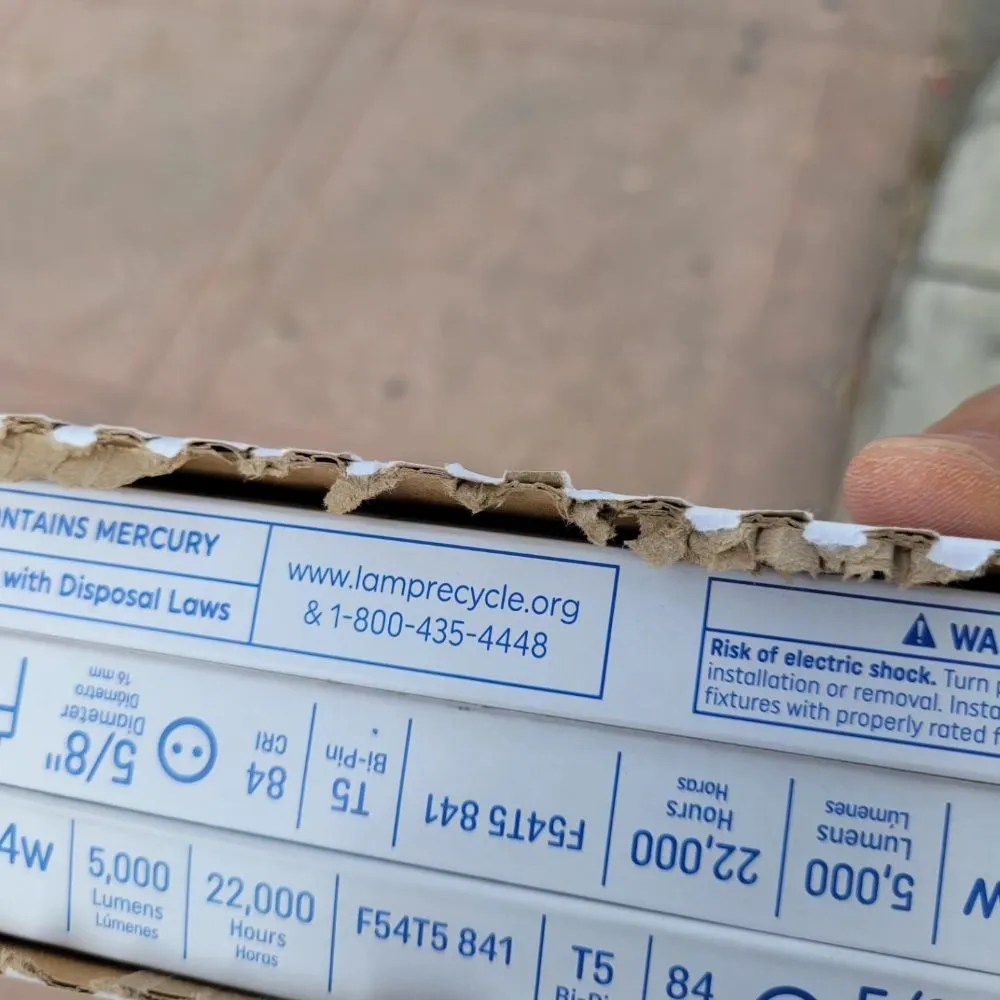 MERCURY
with Disposal Laws
www.lamprecycle.org
& 1-800-435-4448
Risk of electric shock. Turn
installation or removal.
fixtures with properly rated
5,000
Lumens
Lúmenes
22,000
Hours
Horas
F54T5 841
T5
Bi-Pin
84
CRI
5/8"
Diameter
Diámetro
16 mm
4W
5,000
Lumens
Lúmenes
22,000
Hours
Horas
F54T5 841
T5
84